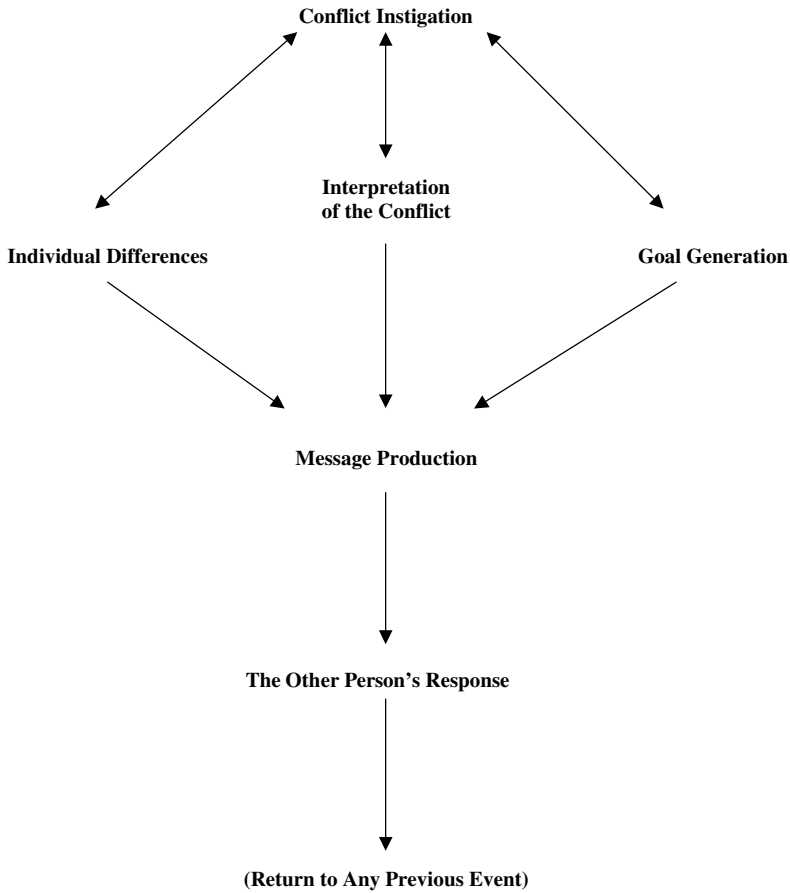 Conflict Instigation
Interpretation
of the Conflict
Individual Differences
Goal Generation
Message Production
The Other Person’s Response
(Return to Any Previous Event)